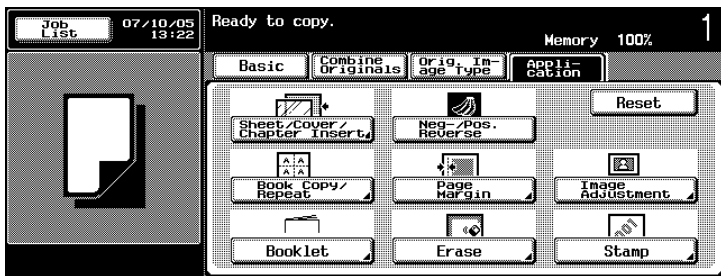 Job
List
07/10/05
13:22
Ready to copy.
Memory 100%
1
Basic
Combine
Originals
Orig. Im-
age Type
Appli-
cation
Sheet/Cover/
Chapter Insert
Neg-/Pos.
Reverse
Reset
A A
A A
Book Copy/
Repeat
Page
Margin
Image
Adjustment
Booklet
Erase
001
Stamp